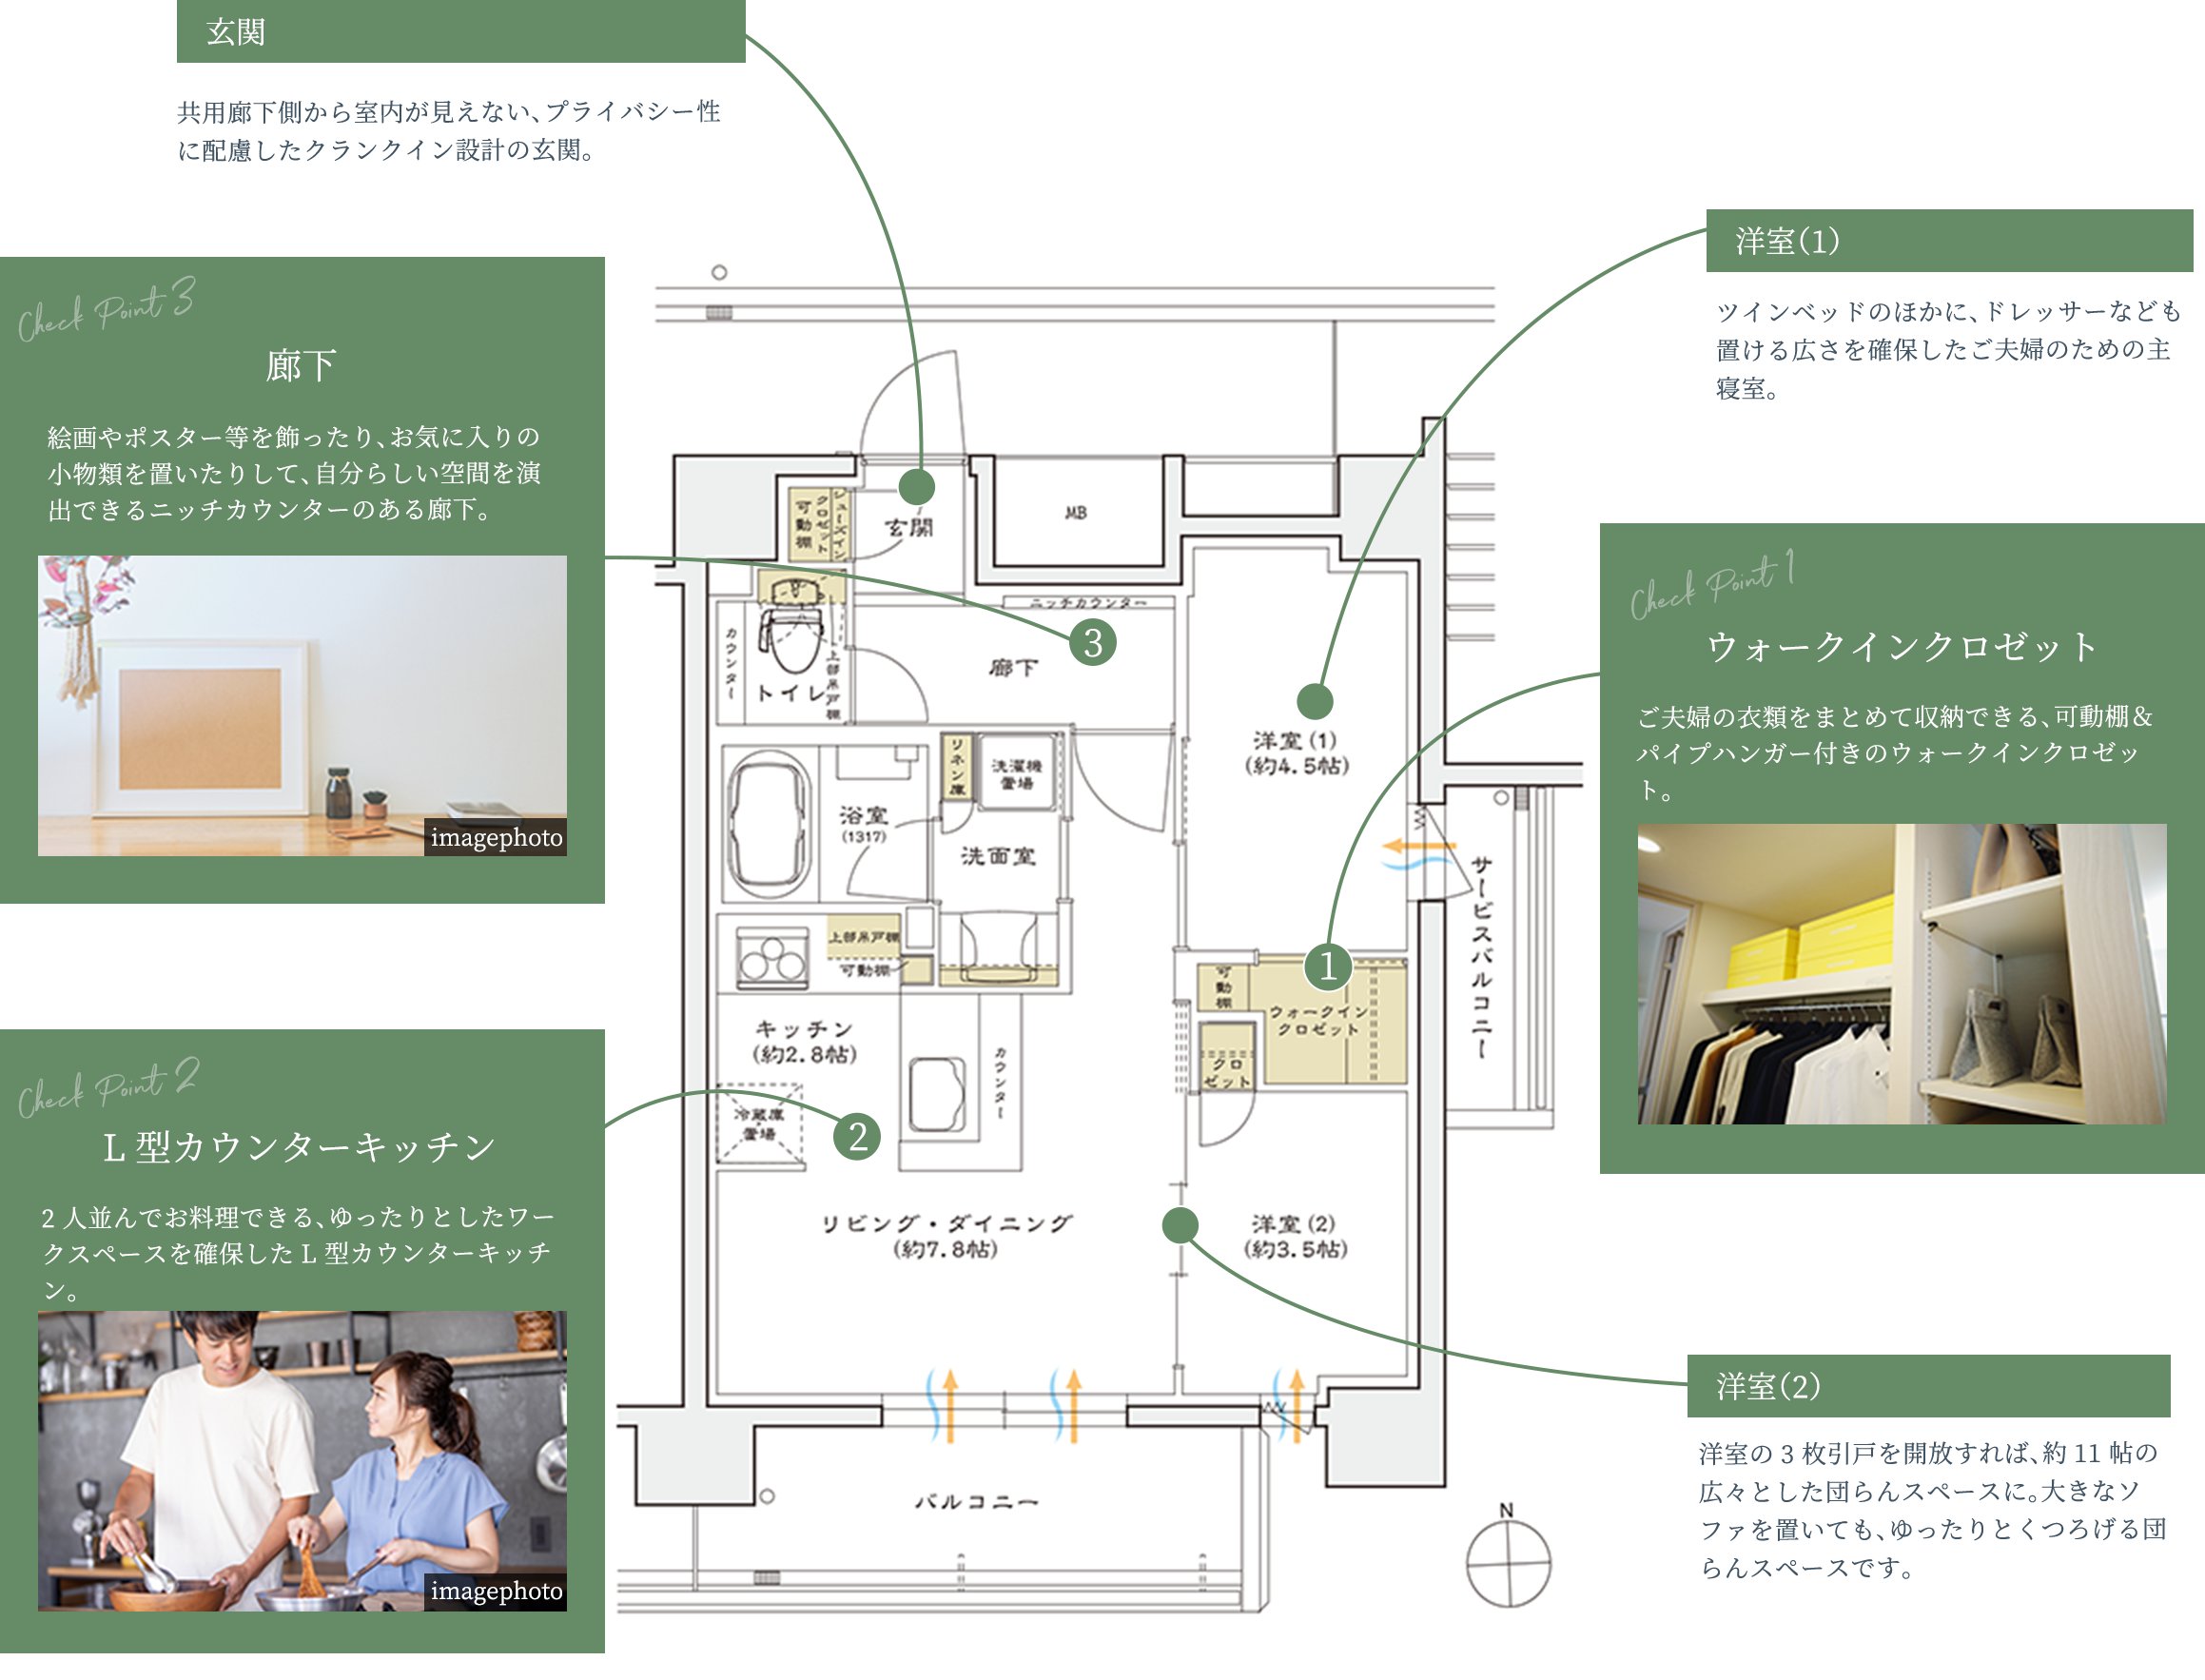 玄関
共用廊下側から室内が見えない、プライバシー性
に配慮したクランクイン設計の玄関。
洋室(1)
ツインベッドのほかに、ドレッサーなども
置ける広さを確保したご夫婦のための主
寝室。
Check Point 3
廊下
絵画やポスター等を飾ったり、お気に入りの
小物類を置いたりして、自分らしい空間を演
出できるニッチカウンターのある廊下。
imagephoto
Check Point 1
ウォークインクロゼット
ご夫婦の衣類をまとめて収納できる、可動棚＆
パイプハンガー付きのウォークインクロゼッ
ト。
Check Point 2
L 型カウンターキッチン
2 人並んでお料理できる、ゆったりとしたワー
クスペースを確保した L 型カウンターキッチ
ン。
imagephoto
シューズイン
クロゼット
可動棚
玄関
MB
ニッチカウンター
3
カウンター
トイレ
上部吊戸棚
廊下
洋室(1)
(約4.5帖)
リネン庫
洗濯機
置場
浴室
(1317)
洗面室
サービスバルコニー
上部吊戸棚
可動棚
1
可動棚
ウォークイン
クロゼット
クロ
ゼット
キッチン
(約2.8帖)
カウンター
冷蔵庫
置場
2
リビング・ダイニング
(約7.8帖)
洋室(2)
(約3.5帖)
バルコニー
N
洋室(2)
洋室の 3 枚引戸を開放すれば、約 11 帖の
広々とした団らんスペースに。大きなソ
ファを置いても、ゆったりとくつろげる団
らんスペースです。